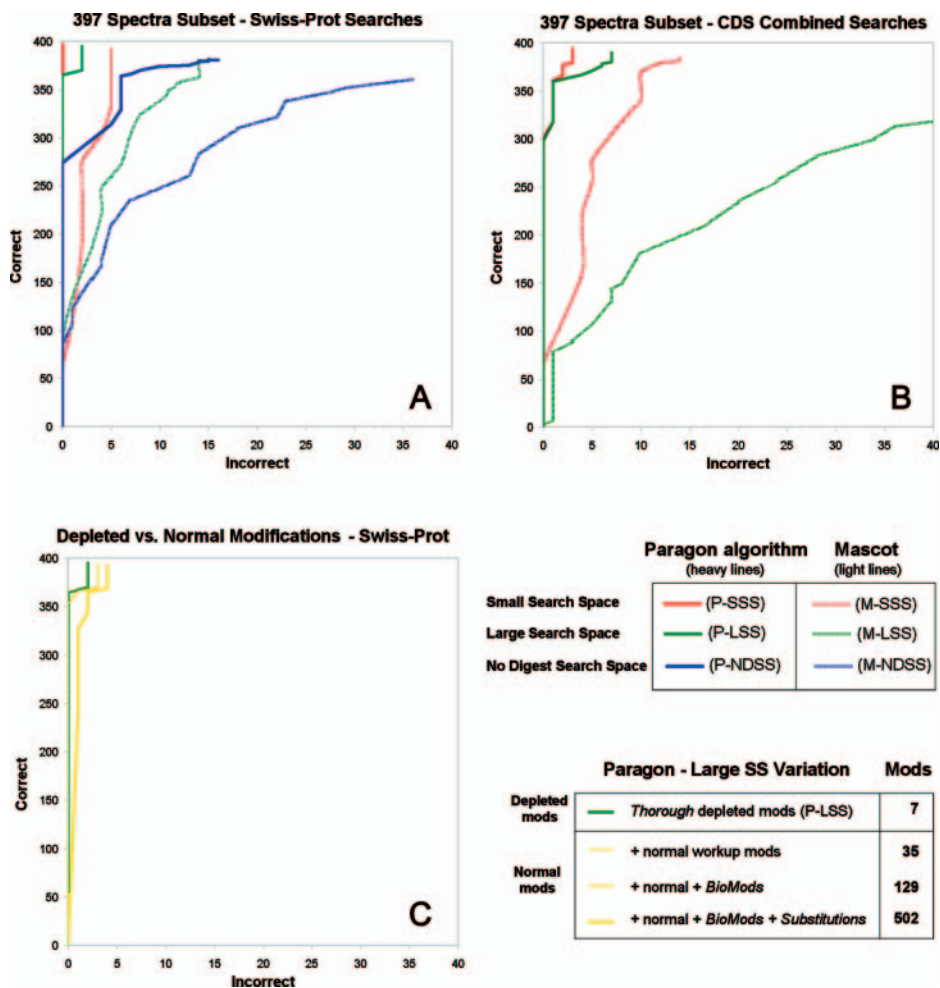 397 Spectra Subset - Swiss-Prot Searches
400
350
300
250
200
150
100
50
0
Correct
0 5 10 15 20 25 30 35 40
Incorrect
A
397 Spectra Subset - CDS Combined Searches
400
350
300
250
200
150
100
50
0
Correct
0 5 10 15 20 25 30 35 40
Incorrect
B
Depleted vs. Normal Modifications - Swiss-Prot
400
350
300
250
200
150
100
50
0
Correct
0 5 10 15 20 25 30 35 40
Incorrect
C
Paragon algorithm Mascot
(heavy lines) (light lines)
Small Search Space (P-SSS) (M-SSS)
Large Search Space (P-LSS) (M-LSS)
No Digest Search Space (P-NDSS) (M-NDSS)
Paragon - Large SS Variation Mods
Depleted mods
Thorough depleted mods (P-LSS) 7
Normal mods
+ normal workup mods 35
+ normal + BioMods 129
+ normal + BioMods + Substitutions 502